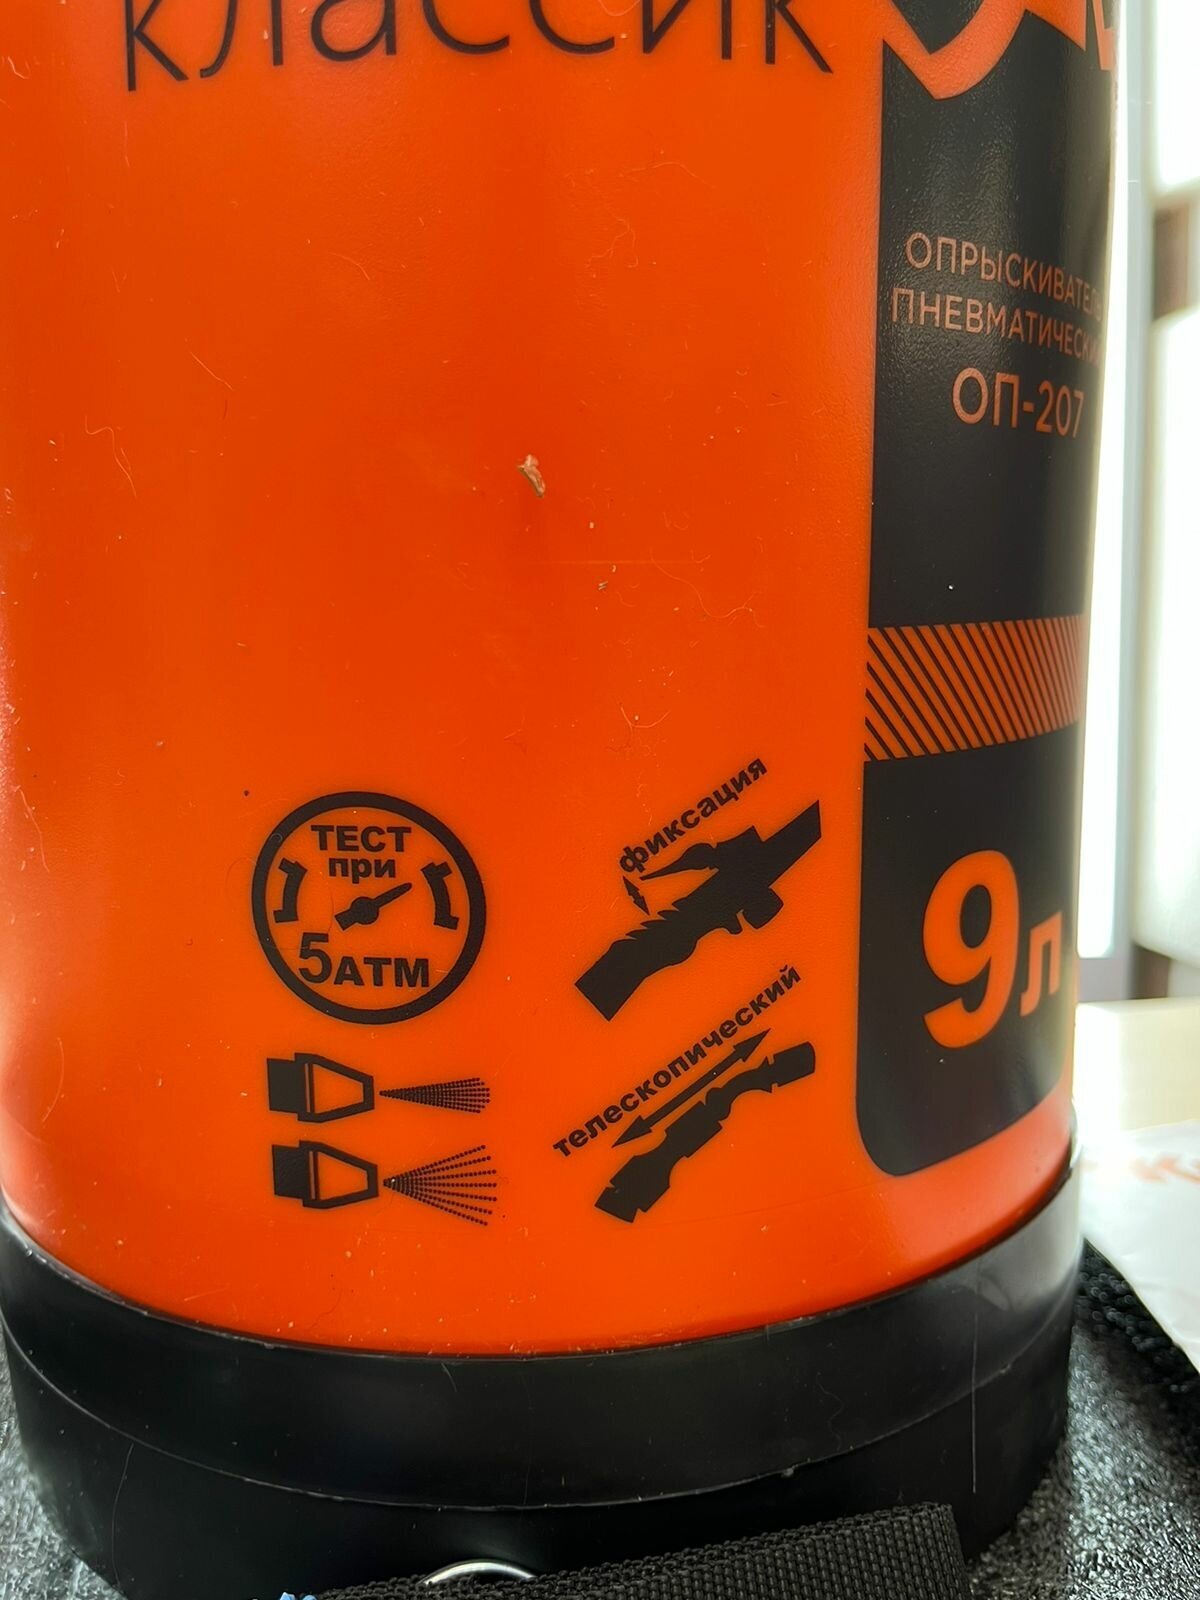 классик
ОПРЫСКИВАТЕЛЬ
ПНЕВМАТИЧЕСКИЙ
ОП-207
9л
ТЕСТ
при
5АТМ
фиксация
телескопический